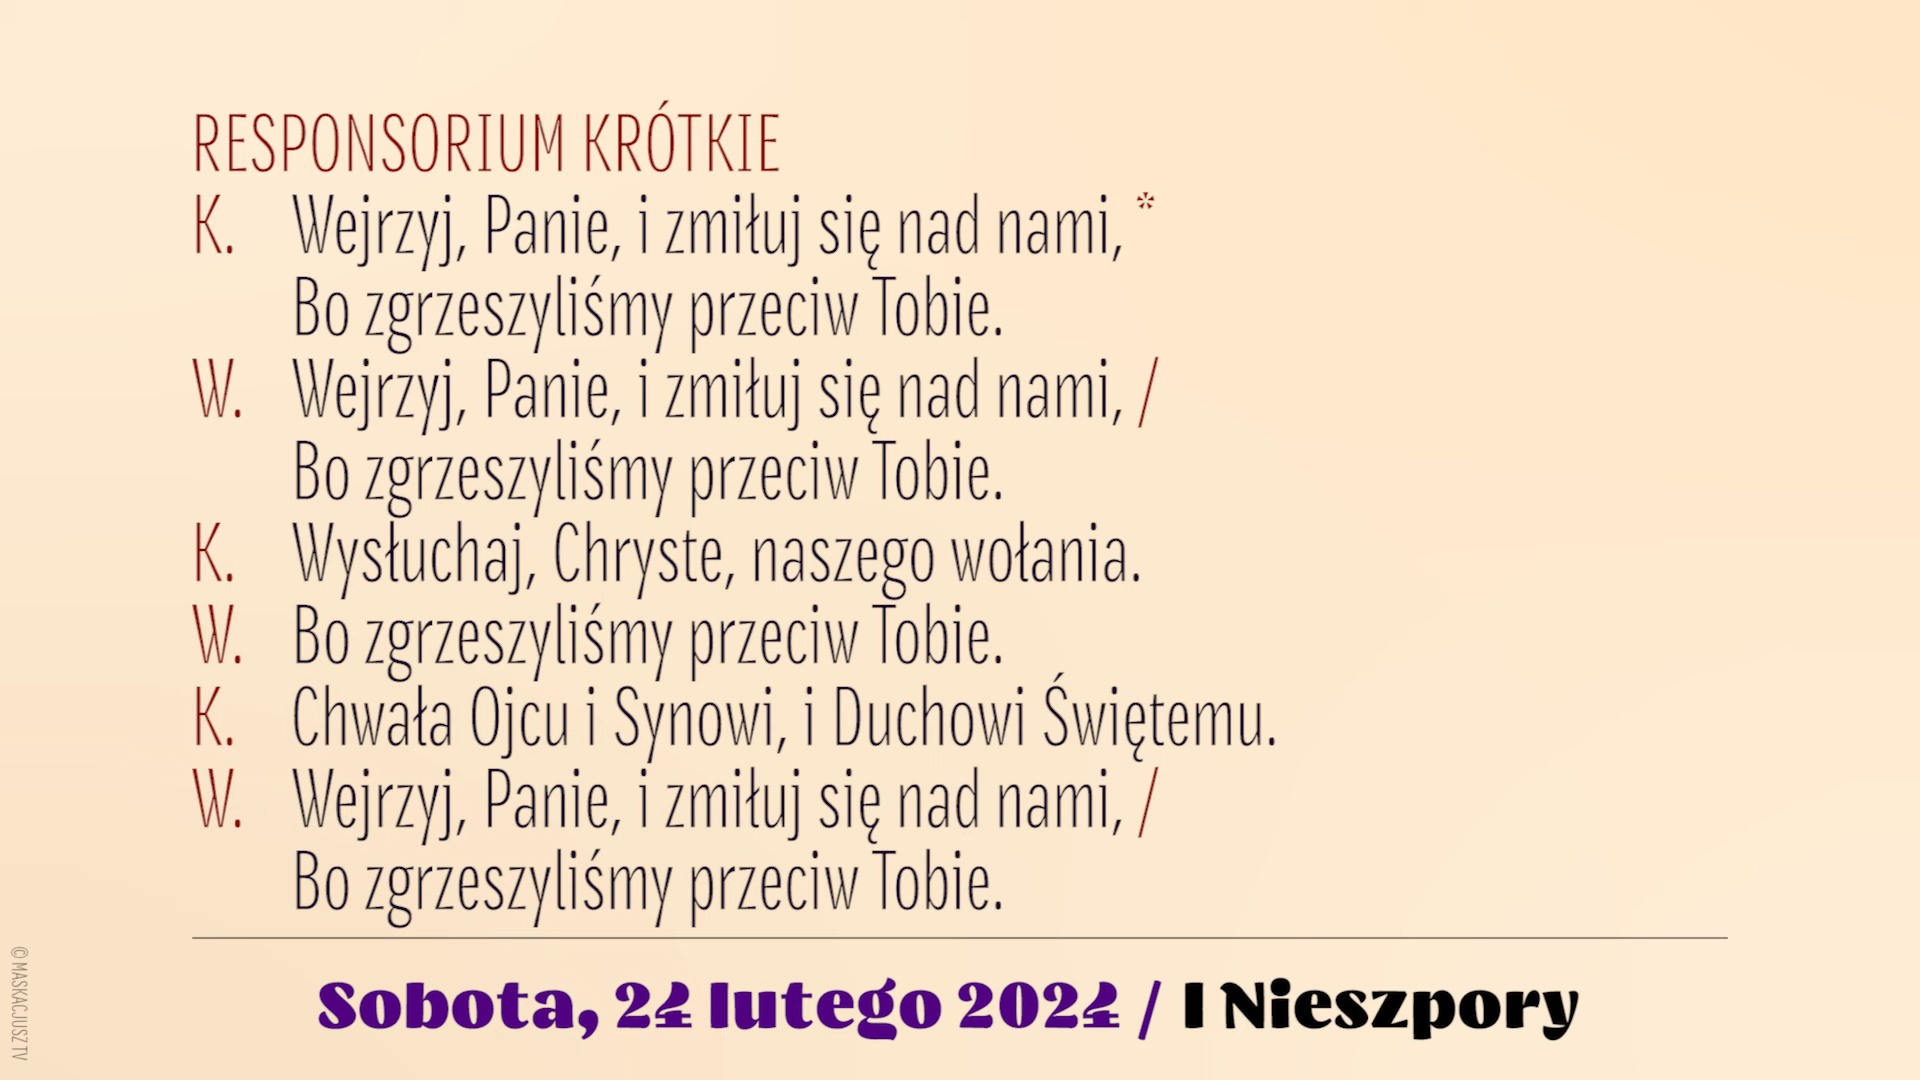 RESPONSORIUM KRÓTKIE
K. Wejrzyj, Panie, i zmiłuj się nad nami, *
Bo zgrzeszyliśmy przeciw Tobie.
W. Wejrzyj, Panie, i zmiłuj się nad nami, /
Bo zgrzeszyliśmy przeciw Tobie.
K. Wysłuchaj, Chryste, naszego wołania.
W. Bo zgrzeszyliśmy przeciw Tobie.
K. Chwała Ojcu i Synowi, i Duchowi Świętemu.
W. Wejrzyj, Panie, i zmiłuj się nad nami, /
Bo zgrzeszyliśmy przeciw Tobie.
Sobota, 24 lutego 2024 / I Nieszpory
© MASKACJUSZ TV